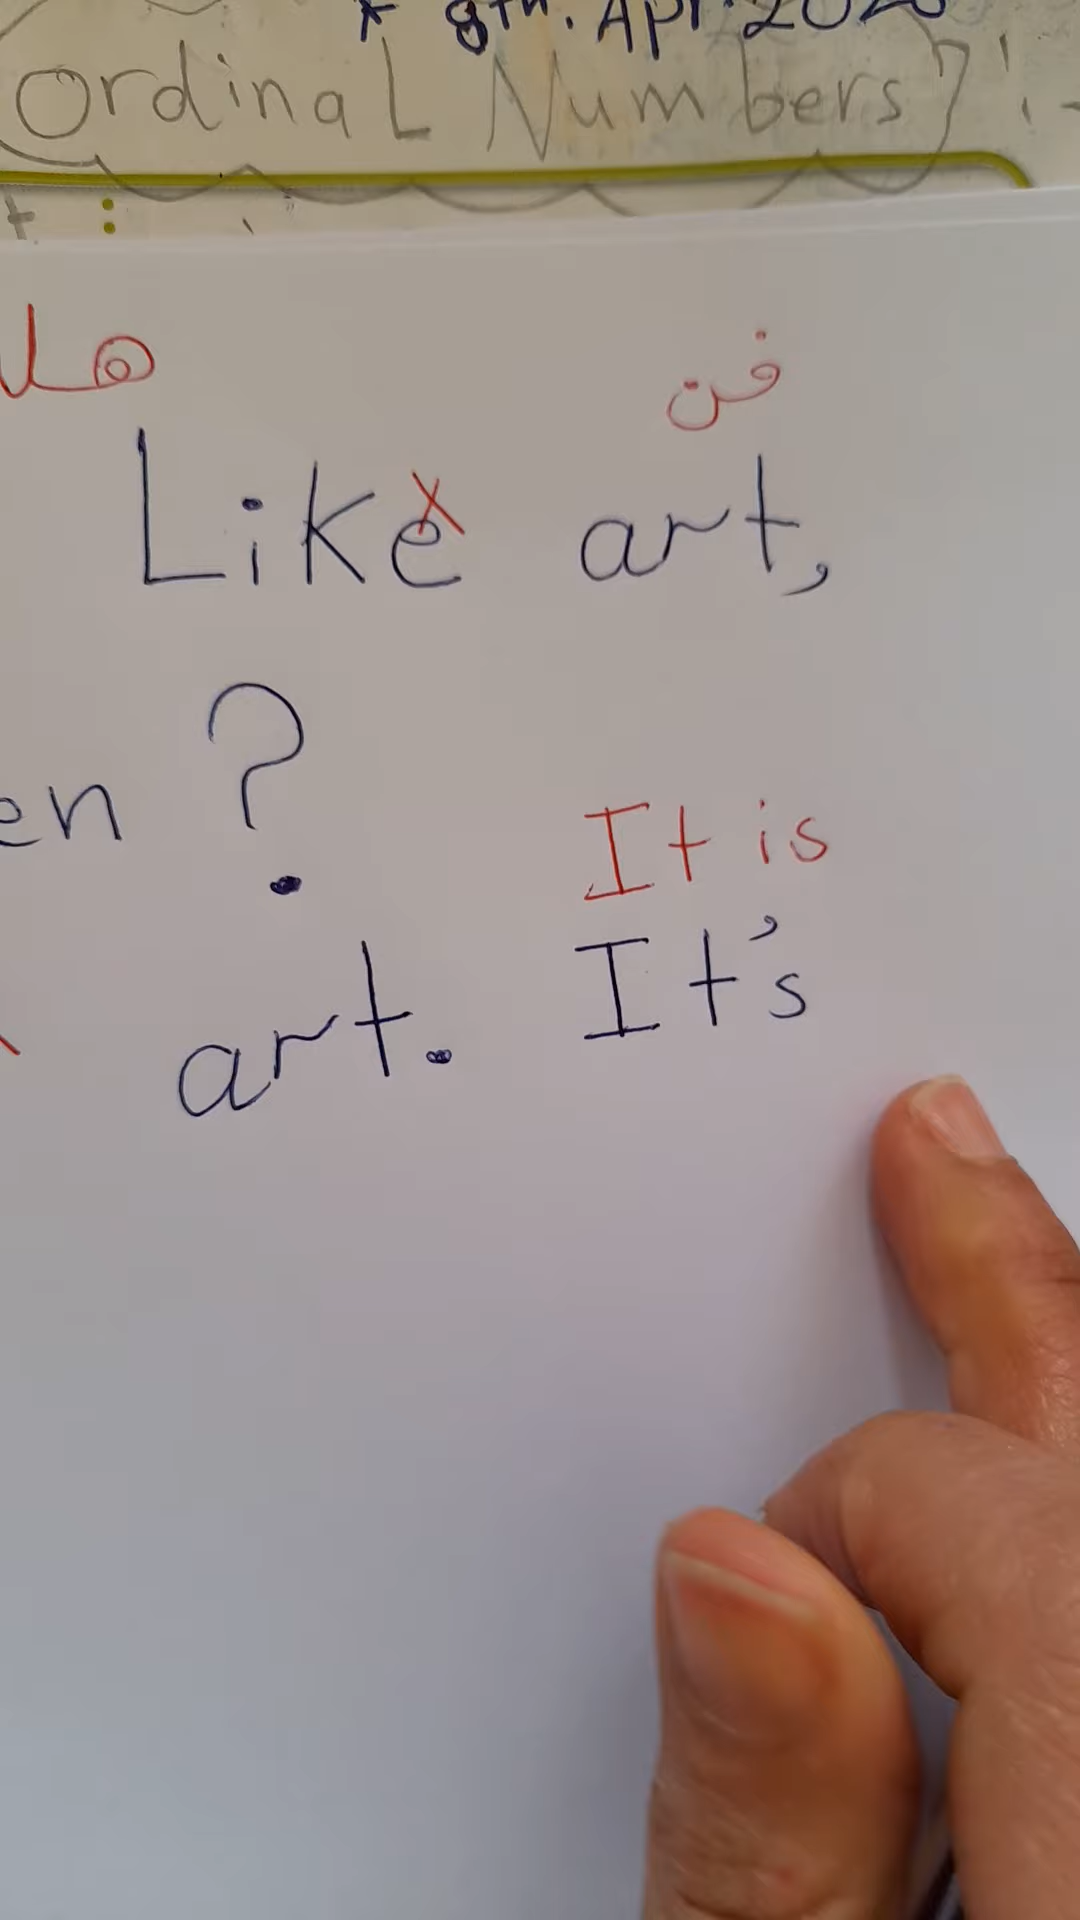 * 8th. Apr. 202
Ordinal Numbers
هل
فن
Like art,
en ?
It is
art. It's